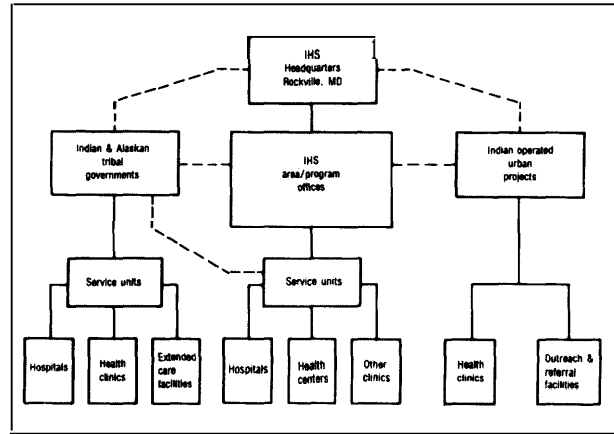 IHS
Headquarters
Rockville, MD
Indian & Alaskan
tribal
governments
IHS
area/program
offices
Indian operated
urban
projects
Service units
Service units
Hospitals
Health
clinics
Extended
care
facilities
Hospitals
Health
centers
Other
clinics
Health
clinics
Outreach &
referral
facilities